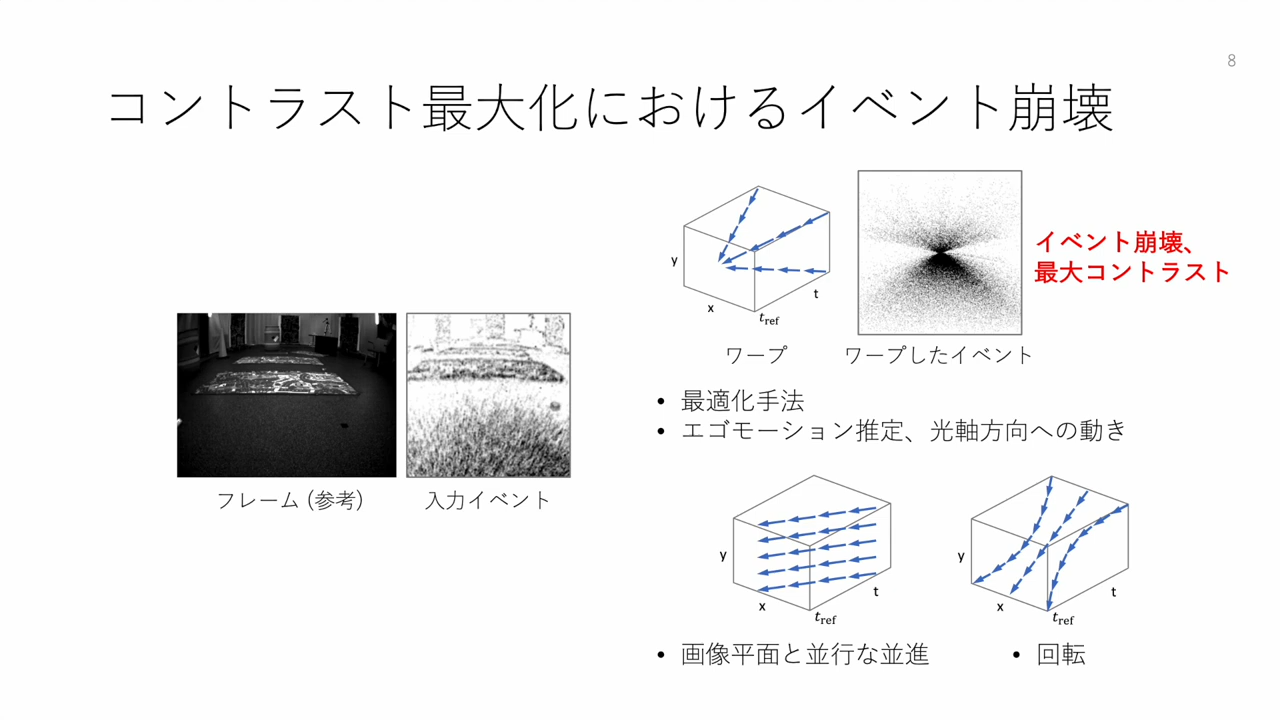 8
コントラスト最大化におけるイベント崩壊
y
x
t
t_ref
イベント崩壊、
最大コントラスト
ワープ
ワープしたイベント
フレーム (参考)
入力イベント
• 最適化手法
• エゴモーション推定、光軸方向への動き
y
x
t
t_ref
y
x
t
t_ref
• 画像平面と並行な並進
• 回転